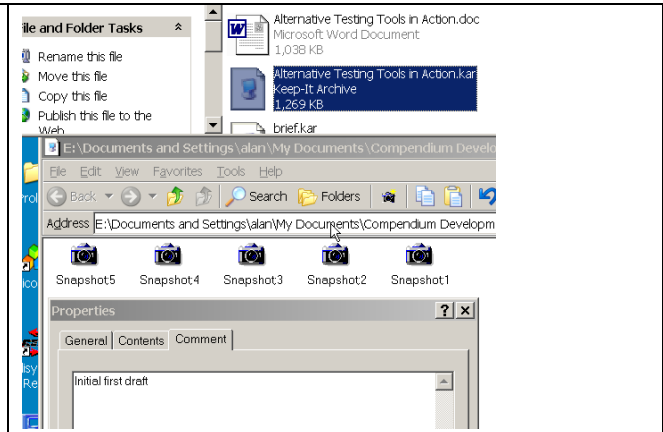 ile and Folder Tasks
Rename this file
Move this file
Copy this file
Publish this file to the
Web
Alternative Testing Tools in Action.doc
Microsoft Word Document
1,038 KB
Alternative Testing Tools in Action.kar
Keep-It Archive
1,269 KB
brief.kar
E:\Documents and Settings\alan\My Documents\Compendium Develo
File Edit View Favorites Tools Help
Back Search Folders
Address E:\Documents and Settings\alan\My Documents\Compendium Developm
Snapshot5 Snapshot4 Snapshot3 Snapshot2 Snapshot1
Properties
General Contents Comment
Initial first draft
rol
ico
isy
Re